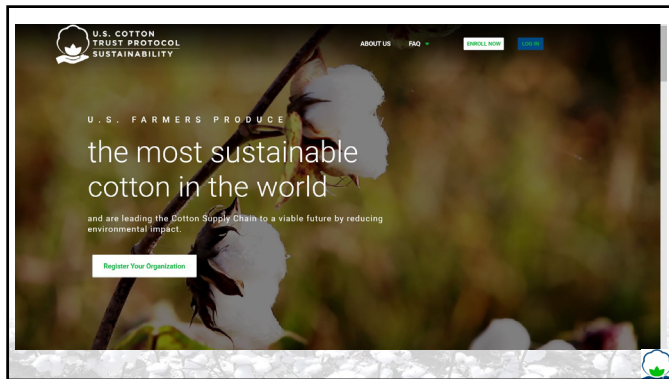 U.S. COTTON
TRUST PROTOCOL
SUSTAINABILITY
ABOUT US FAQ ENROLL NOW LOG IN
U.S. FARMERS PRODUCE
the most sustainable
cotton in the world
and are leading the Cotton Supply Chain to a viable future by reducing
environmental impact.
Register Your Organization